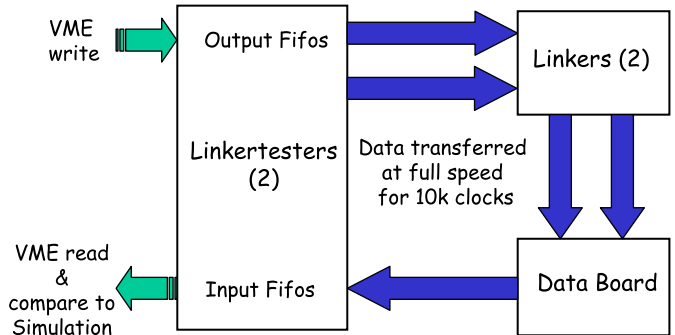 VME
write
Output Fifos
Linkers (2)
Linkertesters
(2)
Data transferred
at full speed
for 10k clocks
VME read
&
compare to
Simulation
Input Fifos
Data Board